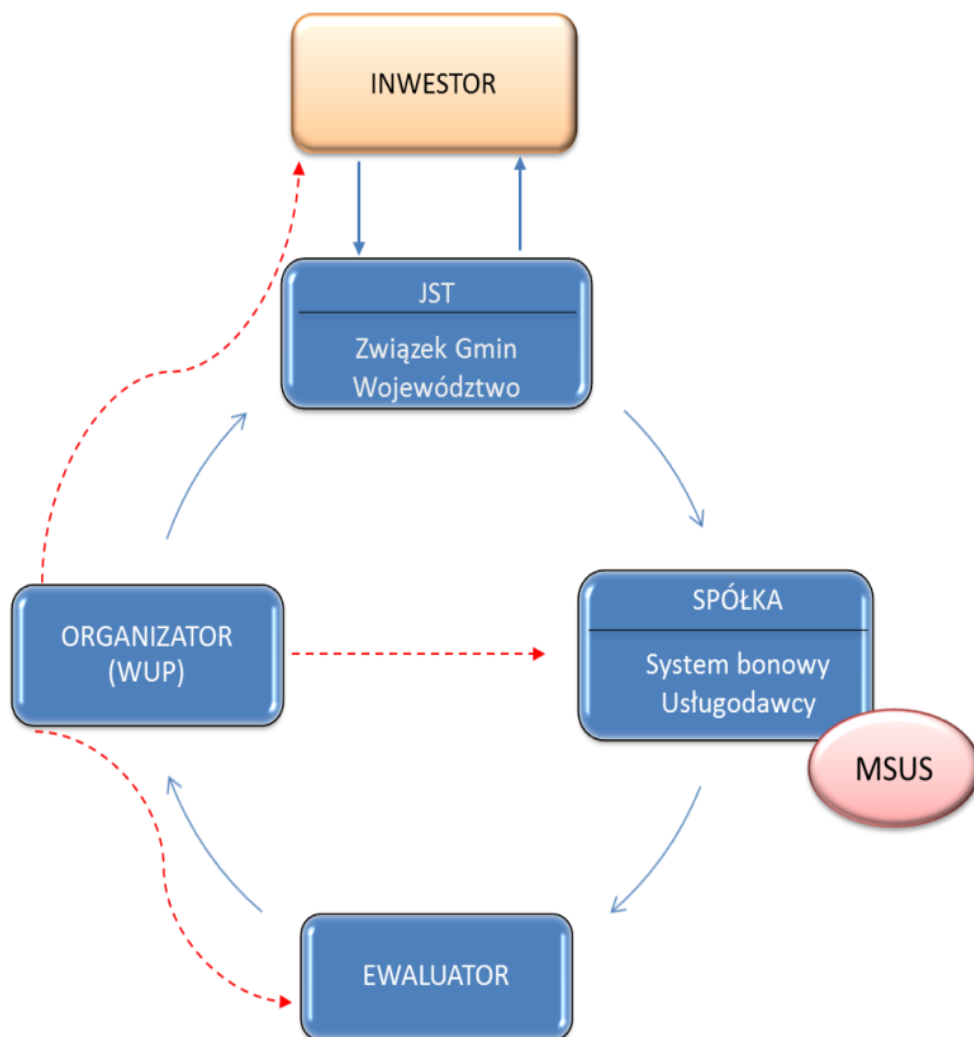 INWESTOR
JST
Związek Gmin
Województwo
ORGANIZATOR
(WUP)
SPÓŁKA
System bonowy
Usługodawcy
MSUS
EWALUATOR